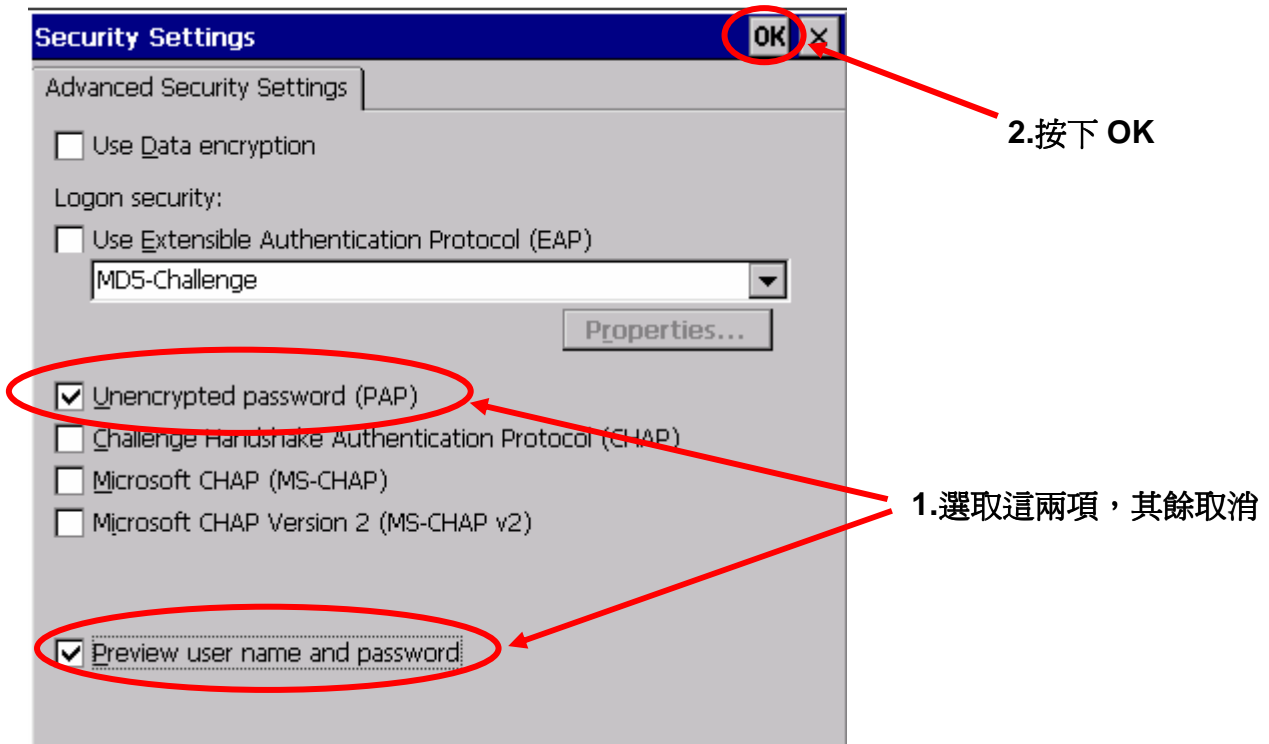 Security Settings OK ×
Advanced Security Settings
2.按下 OK
Use Data encryption
Logon security:
Use Extensible Authentication Protocol (EAP)
MD5-Challenge
Properties...
Unencrypted password (PAP)
Challenge Handshake Authentication Protocol (CHAP)
Microsoft CHAP (MS-CHAP)
1.選取這兩項，其餘取消
Microsoft CHAP Version 2 (MS-CHAP v2)
Preview user name and password